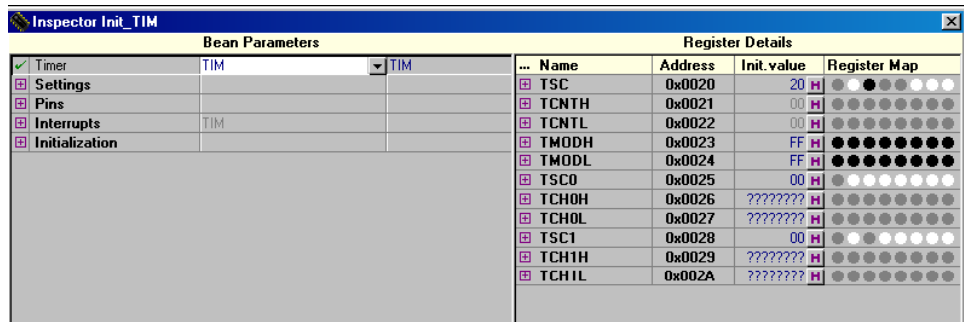 Inspector Init_TIM
Bean Parameters
Register Details
Timer TIM TIM
Settings
Pins
Interrupts TIM
Initialization
... Name Address Init.value Register Map
TSC 0x0020 20 H
TCNTH 0x0021 00 H
TCNTL 0x0022 00 H
TMODH 0x0023 FF H
TMODL 0x0024 FF H
TSC0 0x0025 00 H
TCH0H 0x0026 ???????? H
TCH0L 0x0027 ???????? H
TSC1 0x0028 00 H
TCH1H 0x0029 ???????? H
TCH1L 0x002A ???????? H